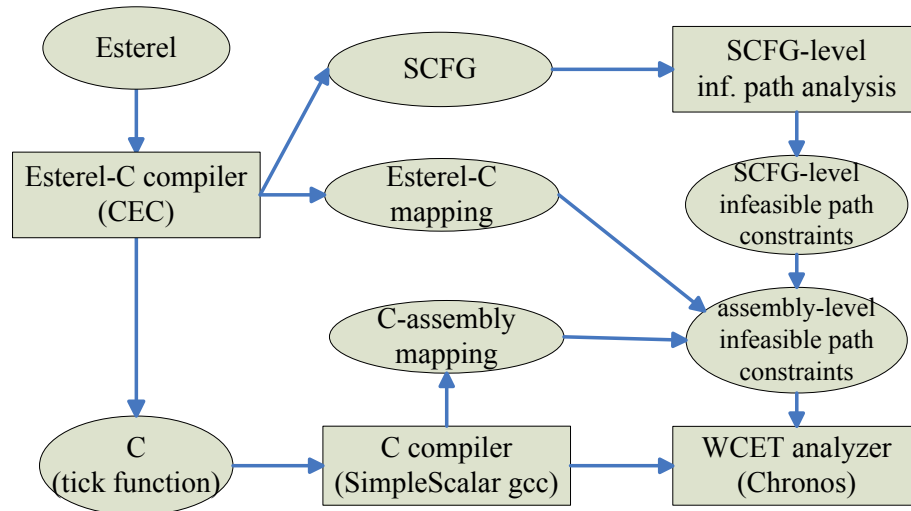 Esterel
SCFG
SCFG-level
inf. path analysis
Esterel-C compiler
(CEC)
Esterel-C
mapping
SCFG-level
infeasible path
constraints
C-assembly
mapping
assembly-level
infeasible path
constraints
C
(tick function)
C compiler
(SimpleScalar gcc)
WCET analyzer
(Chronos)